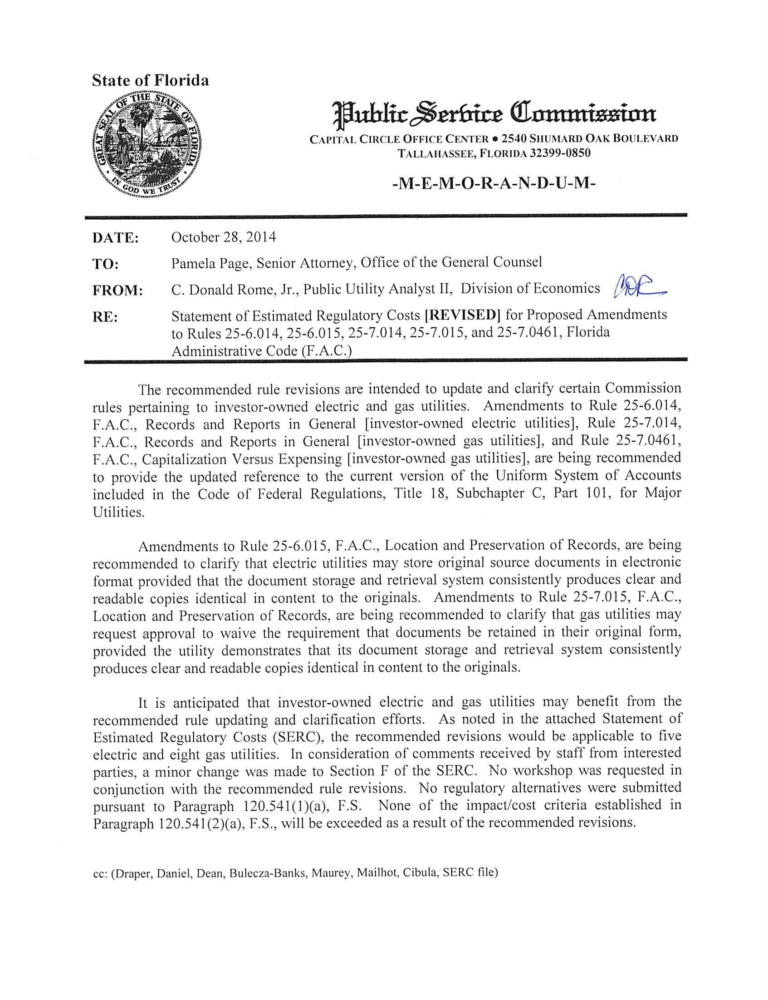 State of Florida
GREAT SEAL OF THE STATE OF FLORIDA
IN GOD WE TRUST
Public Service Commission
CAPITAL CIRCLE OFFICE CENTER ● 2540 SHUMARD OAK BOULEVARD
TALLAHASSEE, FLORIDA 32399-0850
-M-E-M-O-R-A-N-D-U-M-
DATE: October 28, 2014
TO: Pamela Page, Senior Attorney, Office of the General Counsel
FROM: C. Donald Rome, Jr., Public Utility Analyst II, Division of Economics CDR
RE: Statement of Estimated Regulatory Costs [REVISED] for Proposed Amendments
to Rules 25-6.014, 25-6.015, 25-7.014, 25-7.015, and 25-7.0461, Florida
Administrative Code (F.A.C.)
The recommended rule revisions are intended to update and clarify certain Commission
rules pertaining to investor-owned electric and gas utilities. Amendments to Rule 25-6.014,
F.A.C., Records and Reports in General [investor-owned electric utilities], Rule 25-7.014,
F.A.C., Records and Reports in General [investor-owned gas utilities], and Rule 25-7.0461,
F.A.C., Capitalization Versus Expensing [investor-owned gas utilities], are being recommended
to provide the updated reference to the current version of the Uniform System of Accounts
included in the Code of Federal Regulations, Title 18, Subchapter C, Part 101, for Major
Utilities.
Amendments to Rule 25-6.015, F.A.C., Location and Preservation of Records, are being
recommended to clarify that electric utilities may store original source documents in electronic
format provided that the document storage and retrieval system consistently produces clear and
readable copies identical in content to the originals. Amendments to Rule 25-7.015, F.A.C.,
Location and Preservation of Records, are being recommended to clarify that gas utilities may
request approval to waive the requirement that documents be retained in their original form,
provided the utility demonstrates that its document storage and retrieval system consistently
produces clear and readable copies identical in content to the originals.
It is anticipated that investor-owned electric and gas utilities may benefit from the
recommended rule updating and clarification efforts. As noted in the attached Statement of
Estimated Regulatory Costs (SERC), the recommended revisions would be applicable to five
electric and eight gas utilities. In consideration of comments received by staff from interested
parties, a minor change was made to Section F of the SERC. No workshop was requested in
conjunction with the recommended rule revisions. No regulatory alternatives were submitted
pursuant to Paragraph 120.541(1)(a), F.S. None of the impact/cost criteria established in
Paragraph 120.541(2)(a), F.S., will be exceeded as a result of the recommended revisions.
cc: (Draper, Daniel, Dean, Bulecza-Banks, Maurey, Mailhot, Cibula, SERC file)